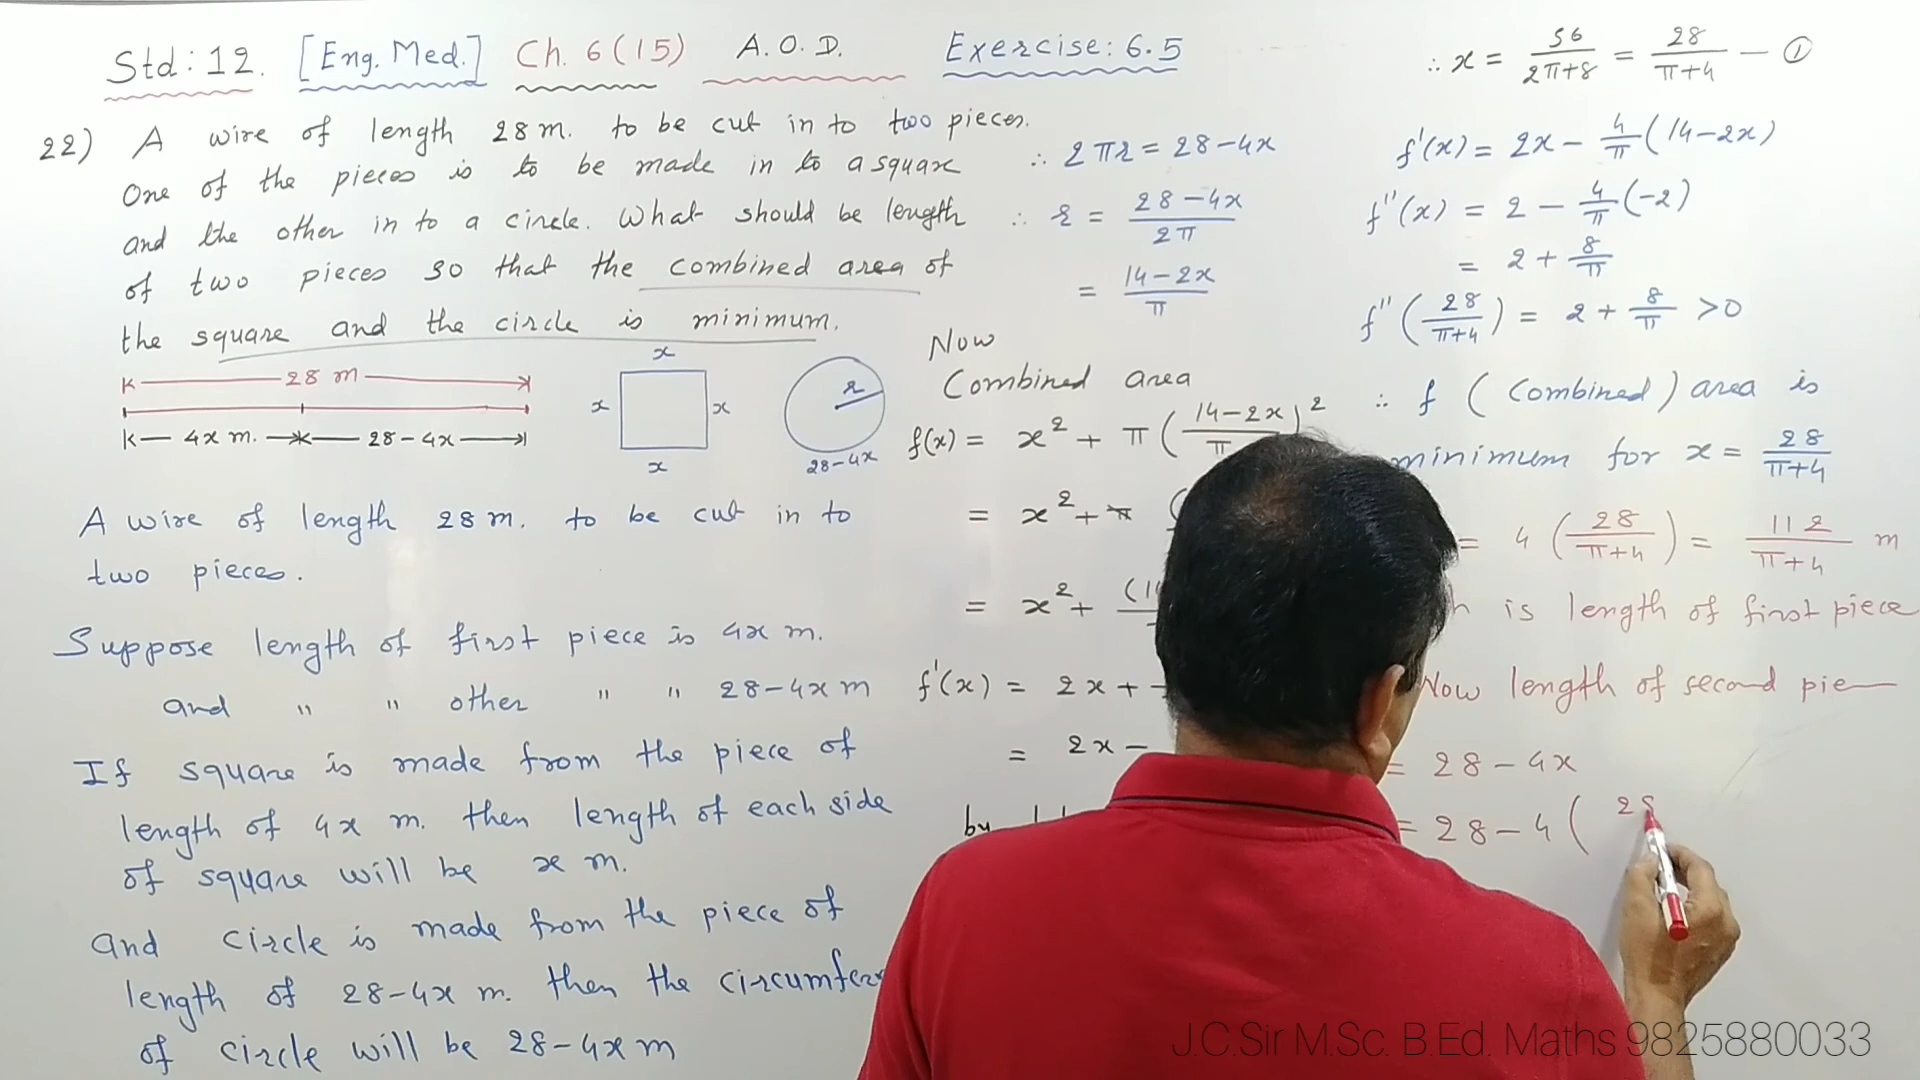 Std: 12. [Eng. Med.] Ch. 6 (15) A. O. D. Exercise: 6.5
22) A wire of length 28 m. to be cut in to two pieces.
One of the pieces is to be made in to a square
and the other in to a circle. What should be length
of two pieces so that the combined area of
the square and the circle is minimum.
28 m
4x m. 28-4x
x
x x
x
r
28-4x
A wire of length 28 m. to be cut in to
two pieces.
Suppose length of first piece is 4x m.
and " " other " " 28-4x m
If square is made from the piece of
length of 4x m. then length of each side
of square will be x m.
and circle is made from the piece of
length of 28-4x m. then the
of circle will be 28-4x m
∴ 2πr = 28-4x
∴ r = (28-4x)/(2π)
= (14-2x)/π
Now
Combined area
f(x) = x² + π((14-2x)/π)²
= x² + π (
= x² + (1
f'(x) = 2x +
= 2x -
by
∴ x = 56/(2π+8) = 28/(π+4) — ①
f'(x) = 2x - 4/π (14-2x)
f''(x) = 2 - 4/π (-2)
= 2 + 8/π
f''(28/(π+4)) = 2 + 8/π >0
∴ f (Combined) area is
minimum for x = 28/(π+4)
= 4 (28/(π+4)) = 112/(π+4) m
is length of first piece
Now length of second pie
= 28-4x
= 28-4( 28
J.C.Sir M.Sc. B.Ed. Maths 9825880033